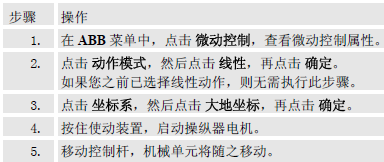 步骤 操作
1. 在 ABB 菜单中，点击 微动控制，查看微动控制属性。
2. 点击 动作模式，然后点击 线性，再点击 确定。
如果您之前已选择线性动作，则无需执行此步骤。
3. 点击 坐标系，然后点击 大地坐标，再点击 确定。
4. 按住使动装置，启动操纵器电机。
5. 移动控制杆，机械单元将随之移动。